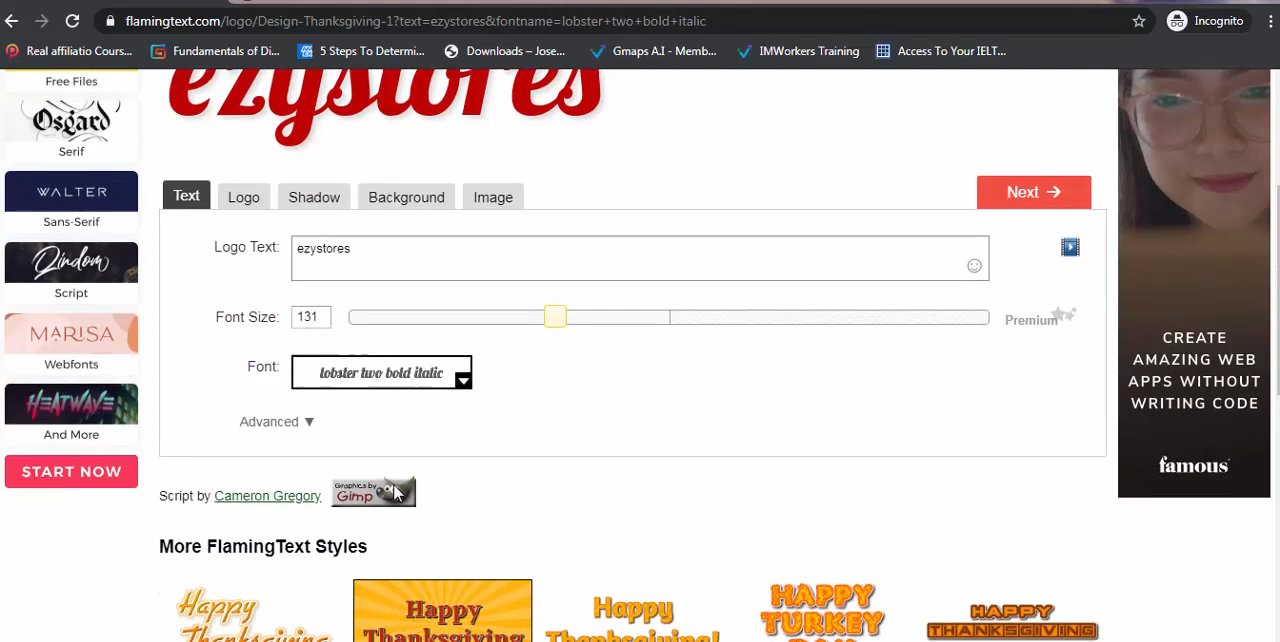 flamingtext.com/logo/Design-Thanksgiving-1?text=ezystores&fontname=lobster+two+bold+italic
Incognito
Real affiliatio Cours...
Fundamentals of Di...
5 Steps To Determi...
Downloads – Jose...
Gmaps A.I - Memb...
IMWorkers Training
Access To Your IELT...
Free Files
ezystores
Osgard
Serif
WALTER
Sans-Serif
Qindom
Script
MARISA
Webfonts
HEATWAVE
And More
START NOW
Text
Logo
Shadow
Background
Image
Next
Logo Text:
ezystores
Font Size:
131
Premium
Font:
lobster two bold italic
Advanced
Script by Cameron Gregory
Graphics by
Gimp
More FlamingText Styles
Happy
Thanksgiving
Happy
Thanksgiving
Happy
Thanksgiving!
HAPPY
TURKEY
DAY
HAPPY
THANKSGIVING
CREATE
AMAZING WEB
APPS WITHOUT
WRITING CODE
famous